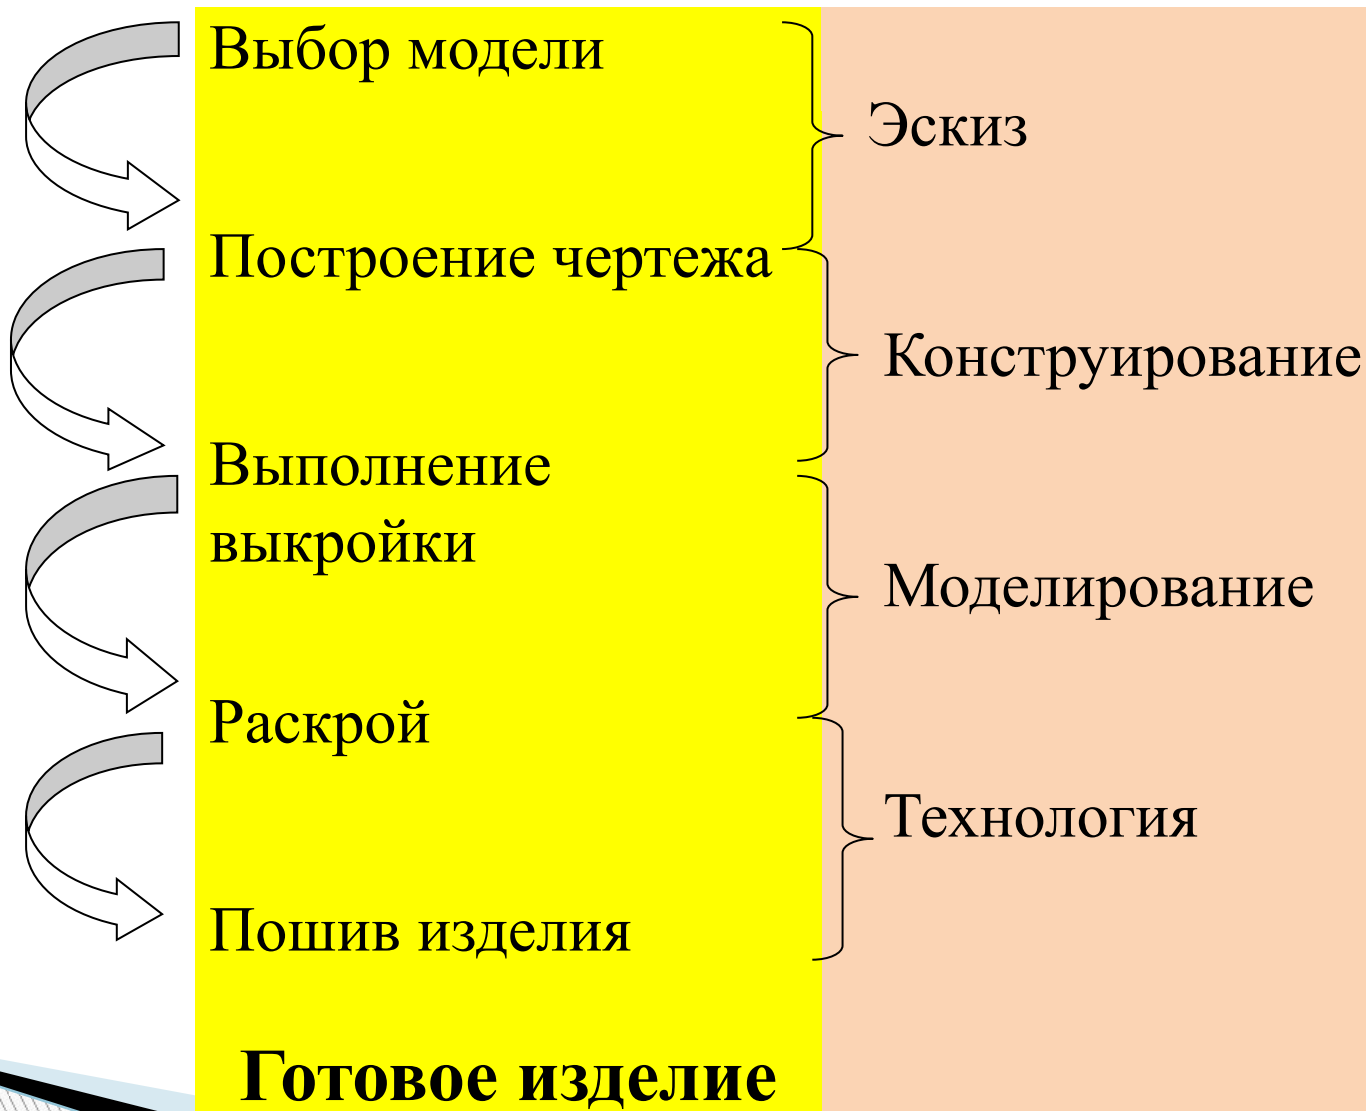 Выбор модели
Эскиз
Построение чертежа
Конструирование
Выполнение
выкройки
Моделирование
Раскрой
Технология
Пошив изделия
Готовое изделие